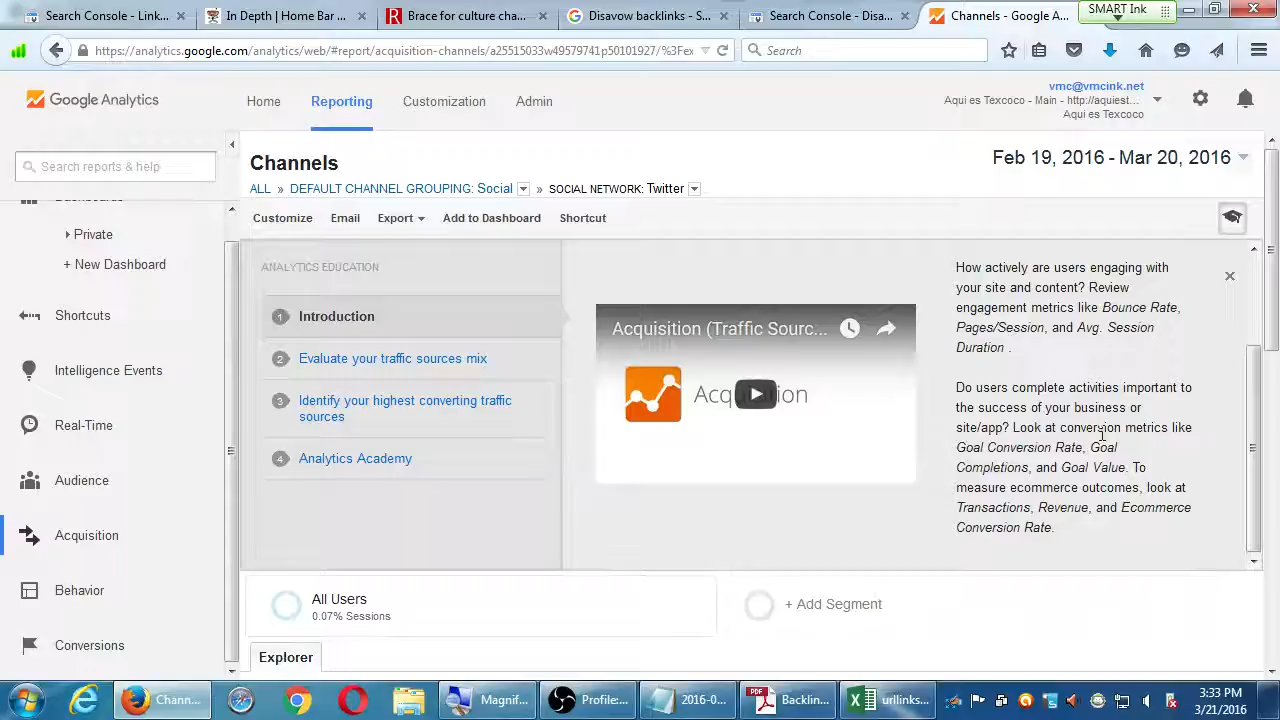 Search Console - Link...
In Depth | Home Bar ...
Brizee for culture cha...
Disavow backlinks - S...
Search Console - Disa...
Channels - Google A...
SMART Ink
https://analytics.google.com/analytics/web/#report/acquisition-channels/a25515033w49579741p50101927/%3Fex
Search
Google Analytics
Home
Reporting
Customization
Admin
vmc@vmcink.net
Aqui es Texcoco - Main - http://aquiest...
Aqui es Texcoco
Search reports & help
Private
+ New Dashboard
Shortcuts
Intelligence Events
Real-Time
Audience
Acquisition
Behavior
Conversions
Channels
Feb 19, 2016 - Mar 20, 2016
ALL » DEFAULT CHANNEL GROUPING: Social » SOCIAL NETWORK: Twitter
Customize Email Export Add to Dashboard Shortcut
ANALYTICS EDUCATION
1 Introduction
2 Evaluate your traffic sources mix
3 Identify your highest converting traffic
sources
4 Analytics Academy
Acquisition (Traffic Sourc...
How actively are users engaging with
your site and content? Review
engagement metrics like Bounce Rate,
Pages/Session, and Avg. Session
Duration .
Do users complete activities important to
the success of your business or
site/app? Look at conversion metrics like
Goal Conversion Rate, Goal
Completions, and Goal Value. To
measure ecommerce outcomes, look at
Transactions, Revenue, and Ecommerce
Conversion Rate.
All Users
0.07% Sessions
+ Add Segment
Explorer
Chann...
Magnif...
Profile:...
2016-0...
Backlin...
urllinks...
3:33 PM
3/21/2016